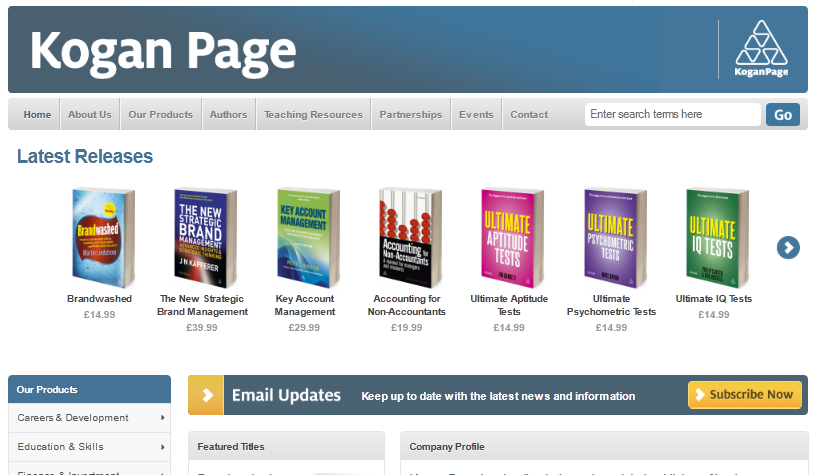 Kogan Page
KoganPage
Home
About Us
Our Products
Authors
Teaching Resources
Partnerships
Events
Contact
Enter search terms here
Go
Latest Releases
Brandwashed
Martin Lindstrom
THE NEW
STRATEGIC
BRAND
MANAGEMENT
ADVANCED INSIGHTS &
STRATEGIC THINKING
J N KAPFERER
KEY ACCOUNT
MANAGEMENT
Accounting for
Non-Accountants
ULTIMATE
APTITUDE
TESTS
ULTIMATE
PSYCHOMETRIC
TESTS
ULTIMATE
IQ TESTS
Brandwashed
£14.99
The New Strategic
Brand Management
£39.99
Key Account
Management
£29.99
Accounting for
Non-Accountants
£19.99
Ultimate Aptitude
Tests
£14.99
Ultimate
Psychometric Tests
£14.99
Ultimate IQ Tests
£14.99
Our Products
Careers & Development
Education & Skills
Email Updates
Keep up to date with the latest news and information
Subscribe Now
Featured Titles
Company Profile